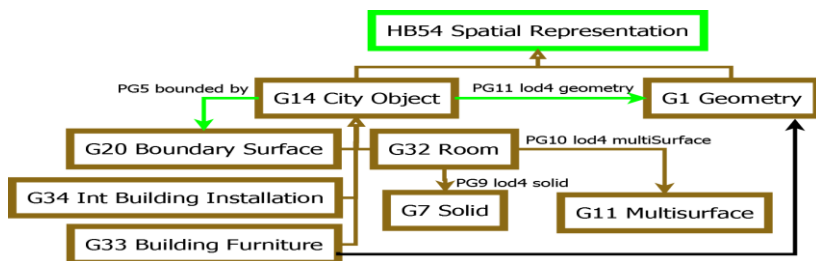 HB54 Spatial Representation
PG5 bounded by
G14 City Object
PG11 lod4 geometry
G1 Geometry
G20 Boundary Surface
G32 Room
PG10 lod4 multiSurface
PG9 lod4 solid
G34 Int Building Installation
G7 Solid
G11 Multisurface
G33 Building Furniture